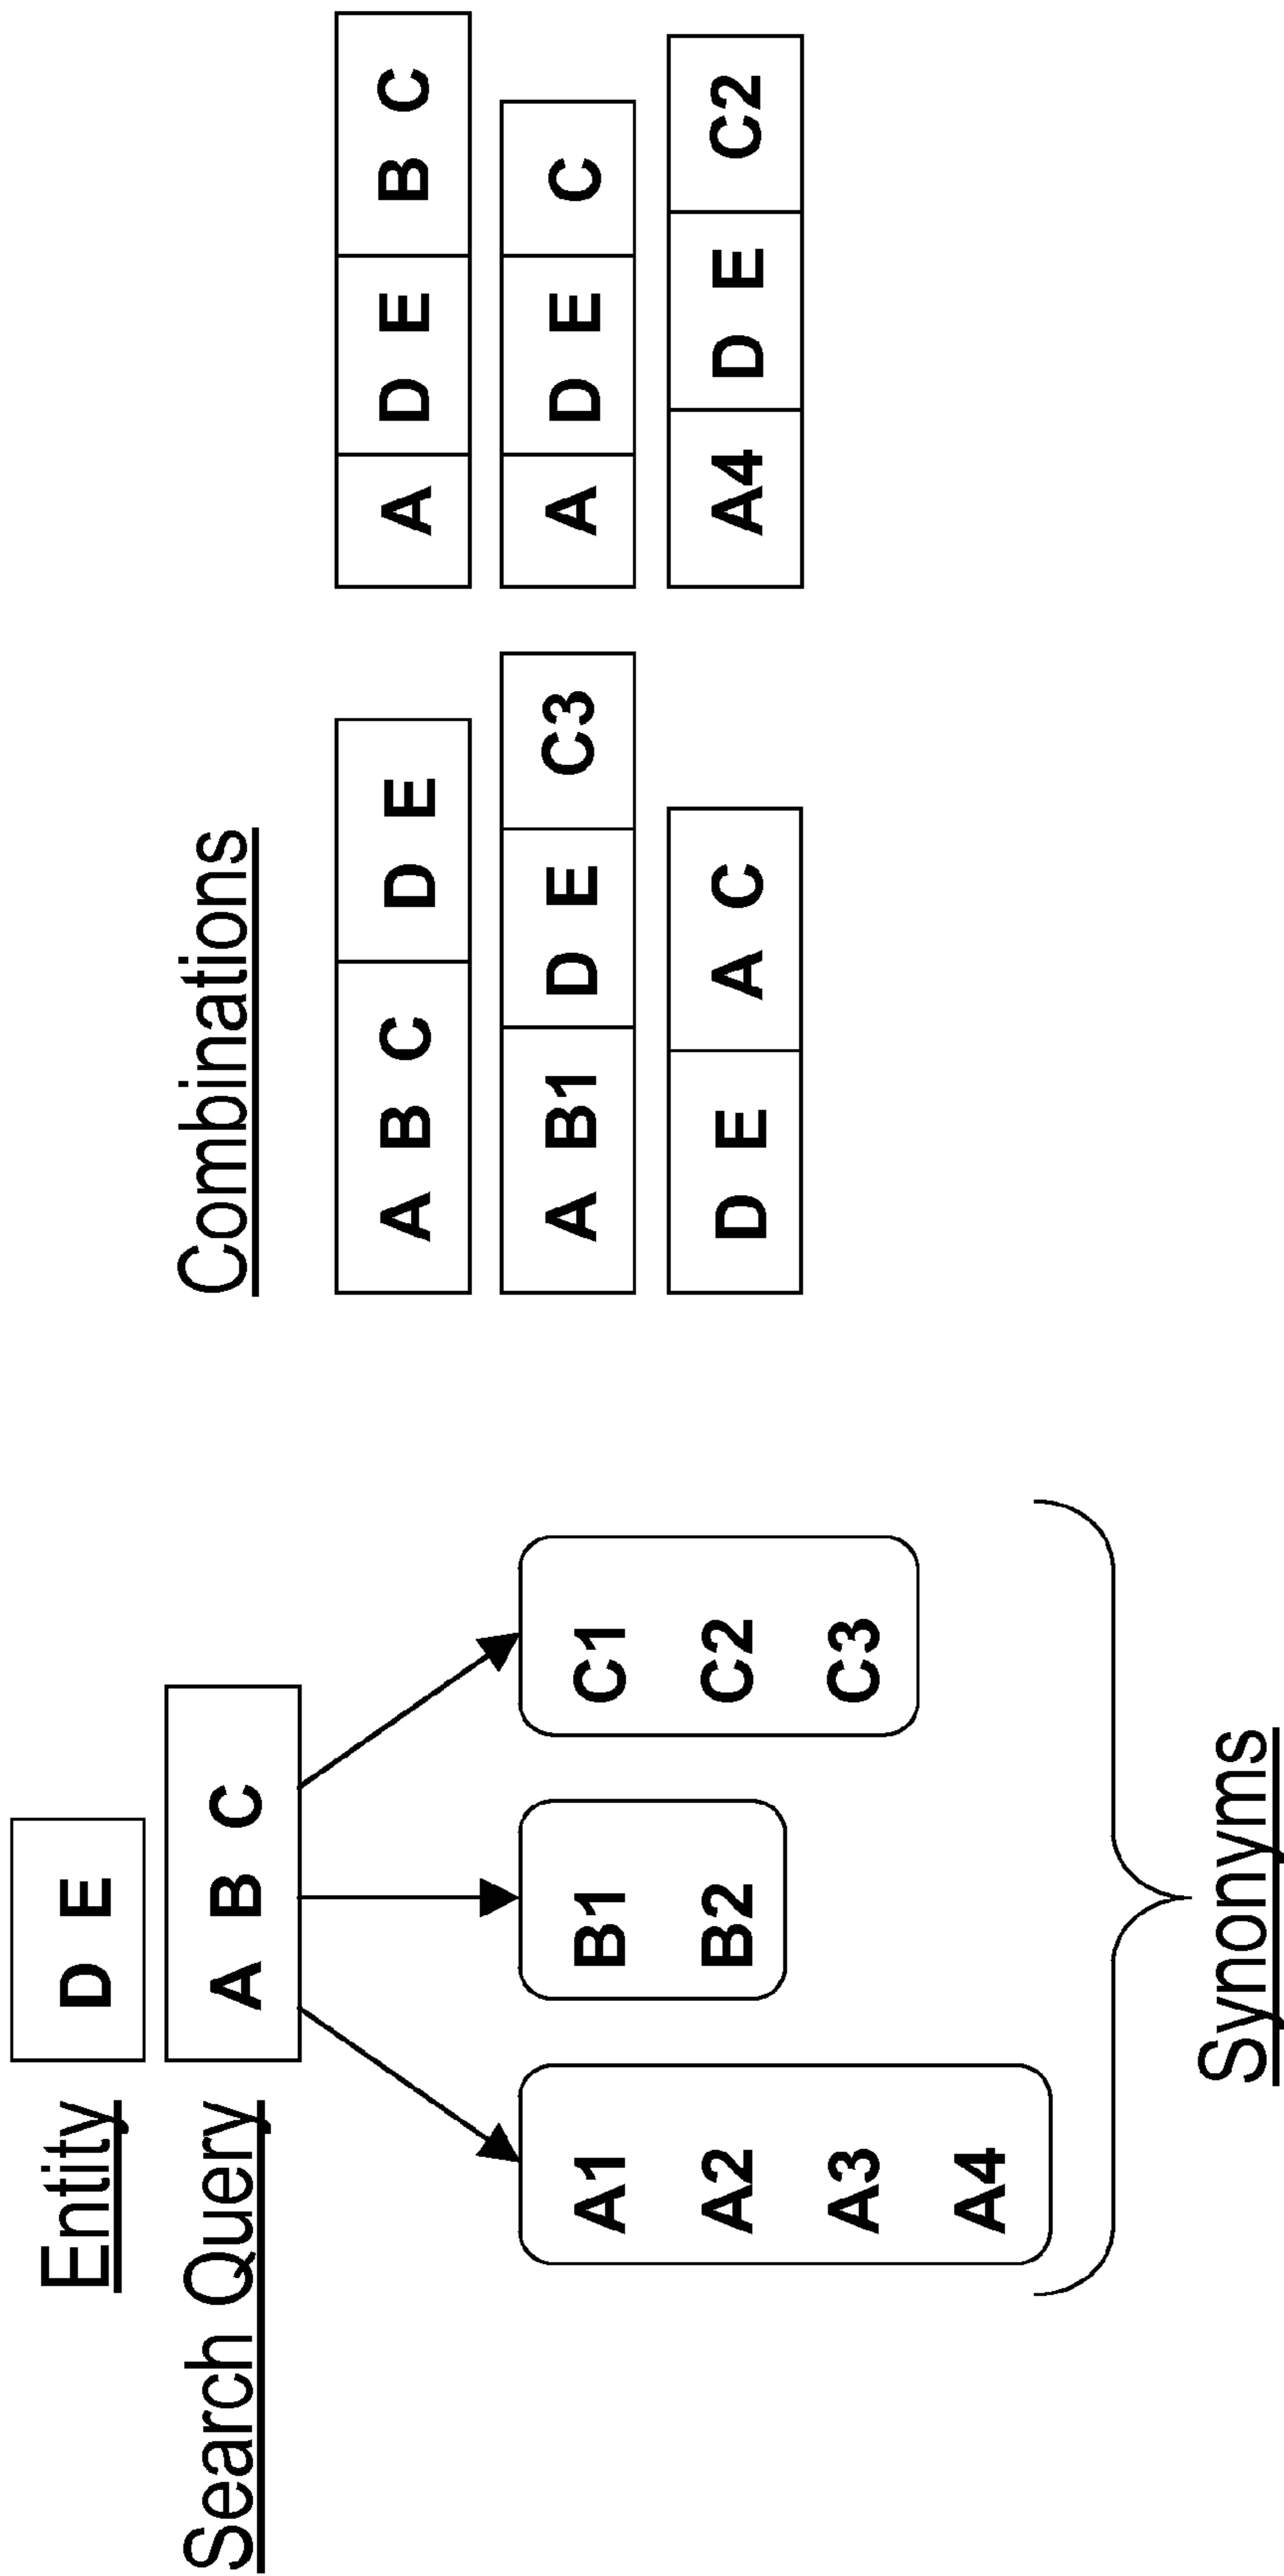 Entity
D E
Search Query
A B C
A1
A2
A3
A4
B1
B2
C1
C2
C3
Synonyms
Combinations
A B C D E
A D E B C
A B1 D E C3
A D E C
D E A C
A4 D E C2